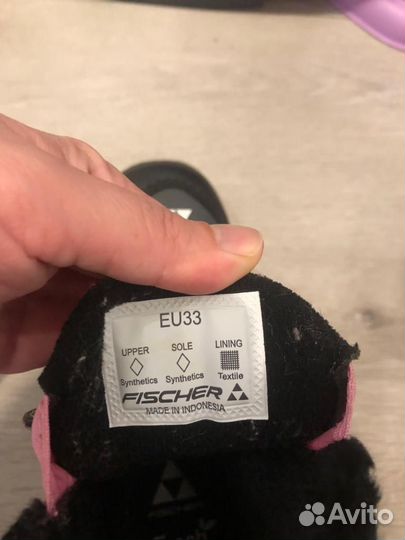 EU33
UPPER SOLE LINING
Synthetics Synthetics Textile
FISCHER
MADE IN INDONESIA
Avito